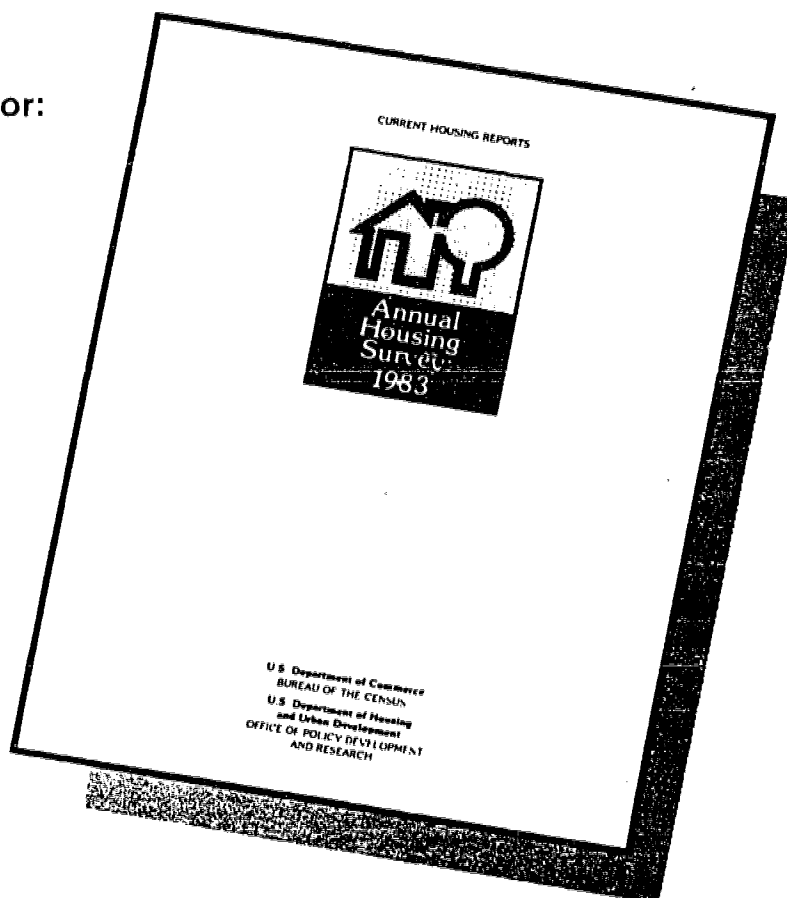 or:
CURRENT HOUSING REPORTS
Annual
Housing
Survey:
1983
U.S. Department of Commerce
BUREAU OF THE CENSUS
U.S. Department of Housing
and Urban Development
OFFICE OF POLICY DEVELOPMENT
AND RESEARCH